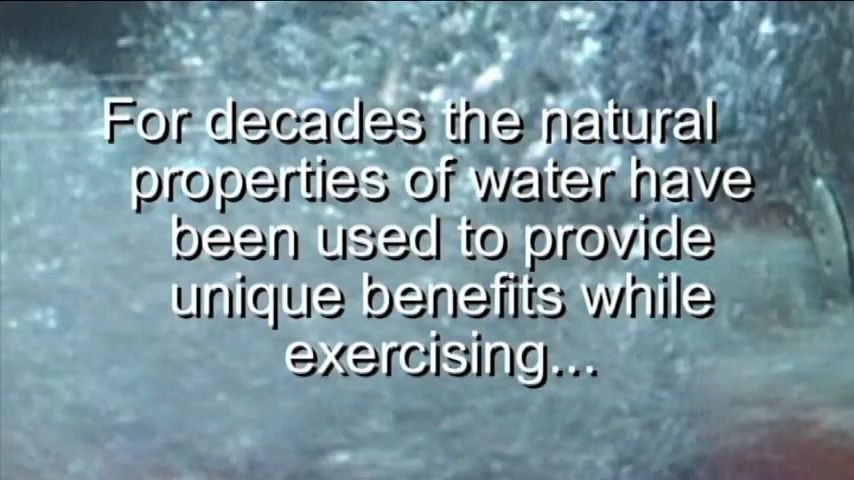 For decades the natural
properties of water have
been used to provide
unique benefits while
exercising...